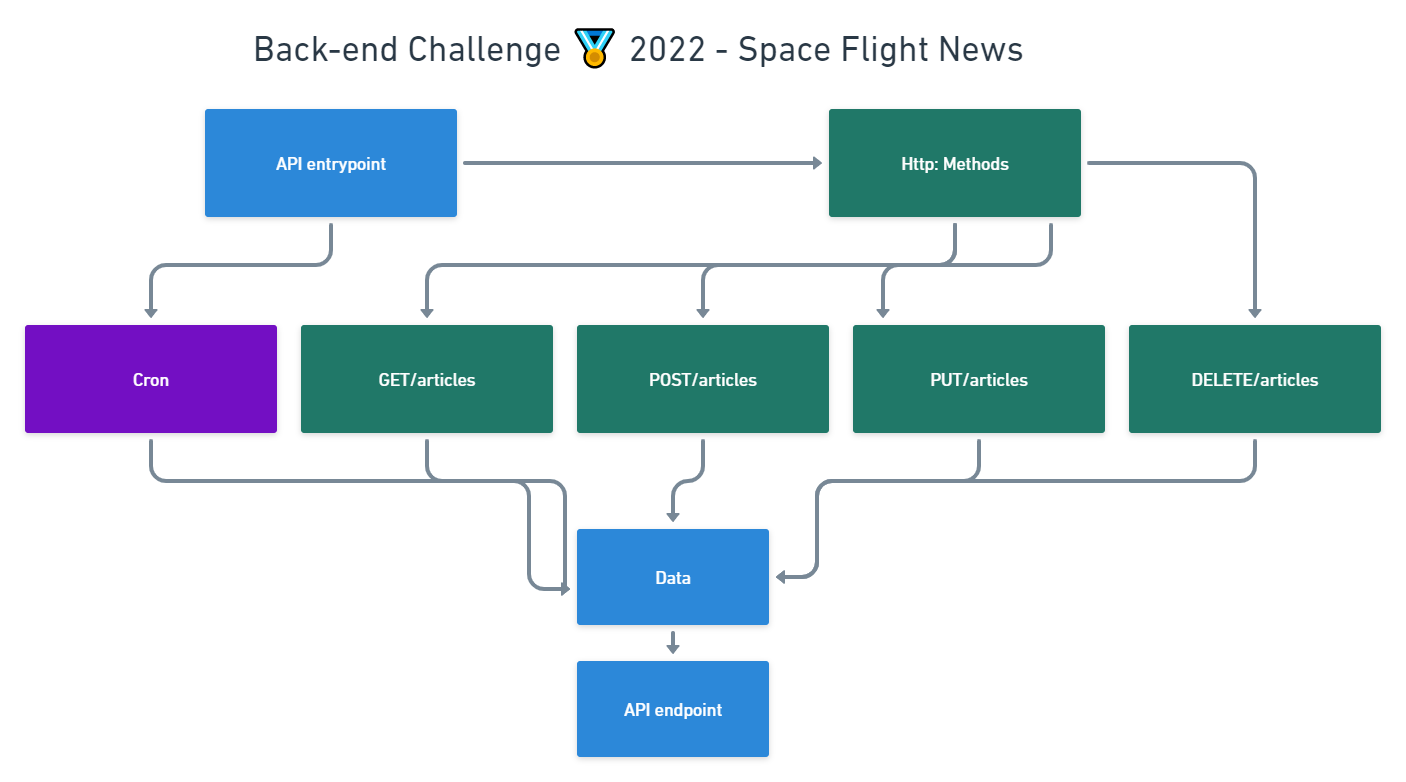 Back-end Challenge 🏅 2022 - Space Flight News
API entrypoint
Http: Methods
Cron
GET/articles
POST/articles
PUT/articles
DELETE/articles
Data
API endpoint